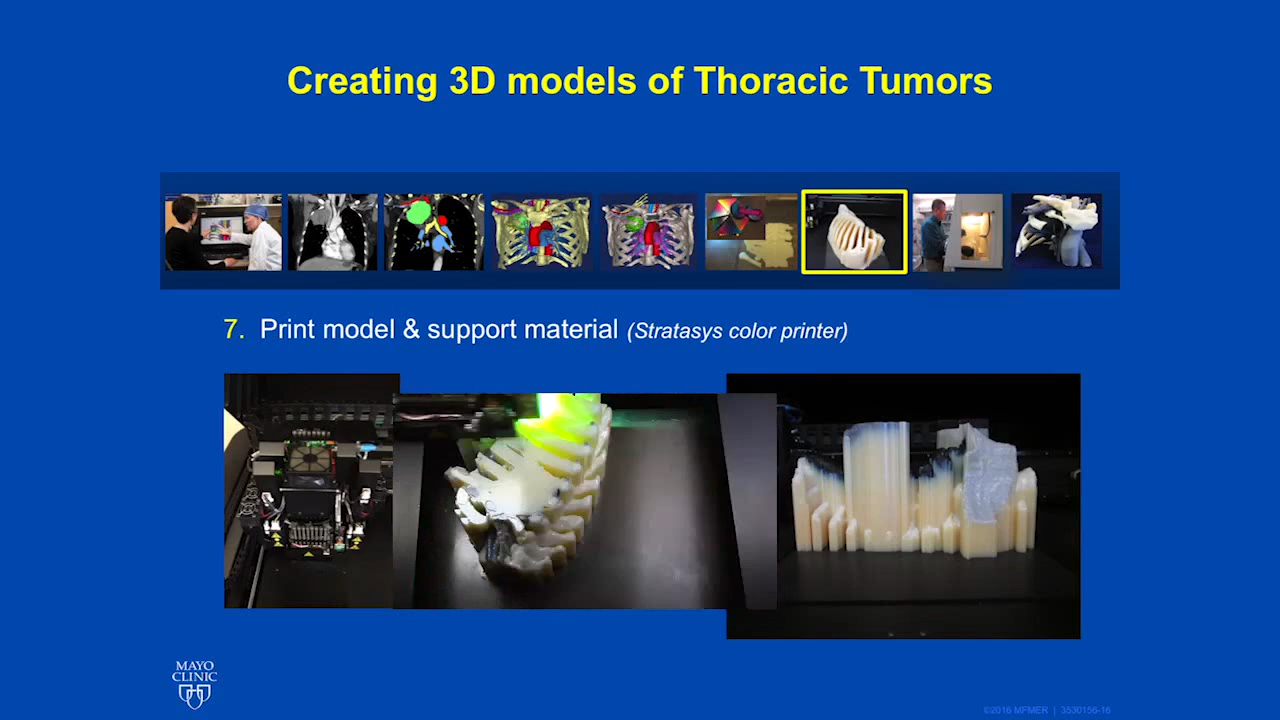 Creating 3D models of Thoracic Tumors
7. Print model & support material (Stratasys color printer)
MAYO
CLINIC
©2016 MFMER | 3530156-16